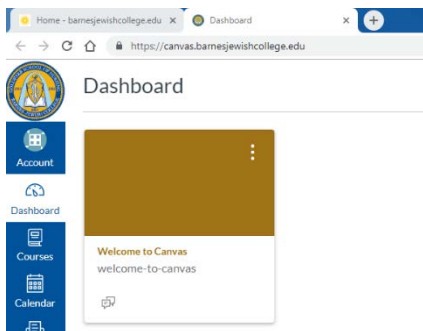 Home - barnesjewishcollege.edu
Dashboard
https://canvas.barnesjewishcollege.edu
Dashboard
Account
Dashboard
Courses
Calendar
Welcome to Canvas
welcome-to-canvas